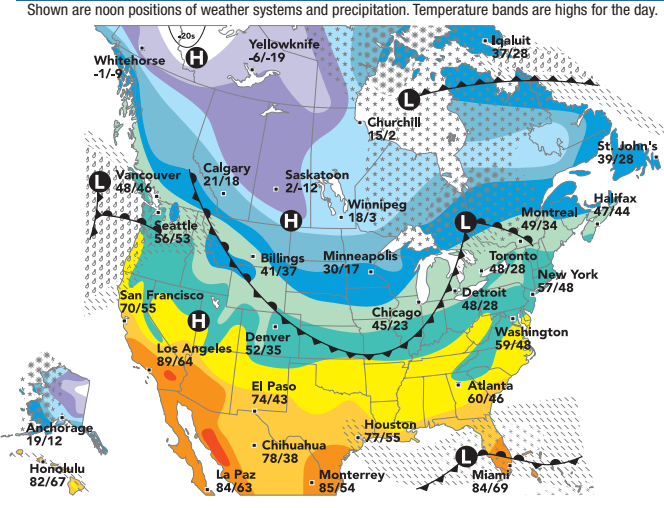 Shown are noon positions of weather systems and precipitation. Temperature bands are highs for the day.
-20s
H
Yellowknife
-6/-19
Iqaluit
37/28
Whitehorse
-1/-9
L
Churchill
15/2
St. John's
39/28
L
Vancouver
48/46
Calgary
21/18
Saskatoon
2/-12
Winnipeg
18/3
H
L
Halifax
47/44
Montreal
49/34
Seattle
56/53
Billings
41/37
Minneapolis
30/17
Toronto
48/28
New York
57/48
San Francisco
70/55
H
Chicago
45/23
Detroit
48/28
Denver
52/35
Washington
59/48
Los Angeles
89/64
El Paso
74/43
Atlanta
60/46
Anchorage
19/12
Houston
77/55
Chihuahua
78/38
L
Honolulu
82/67
La Paz
84/63
Monterrey
85/54
Miami
84/69